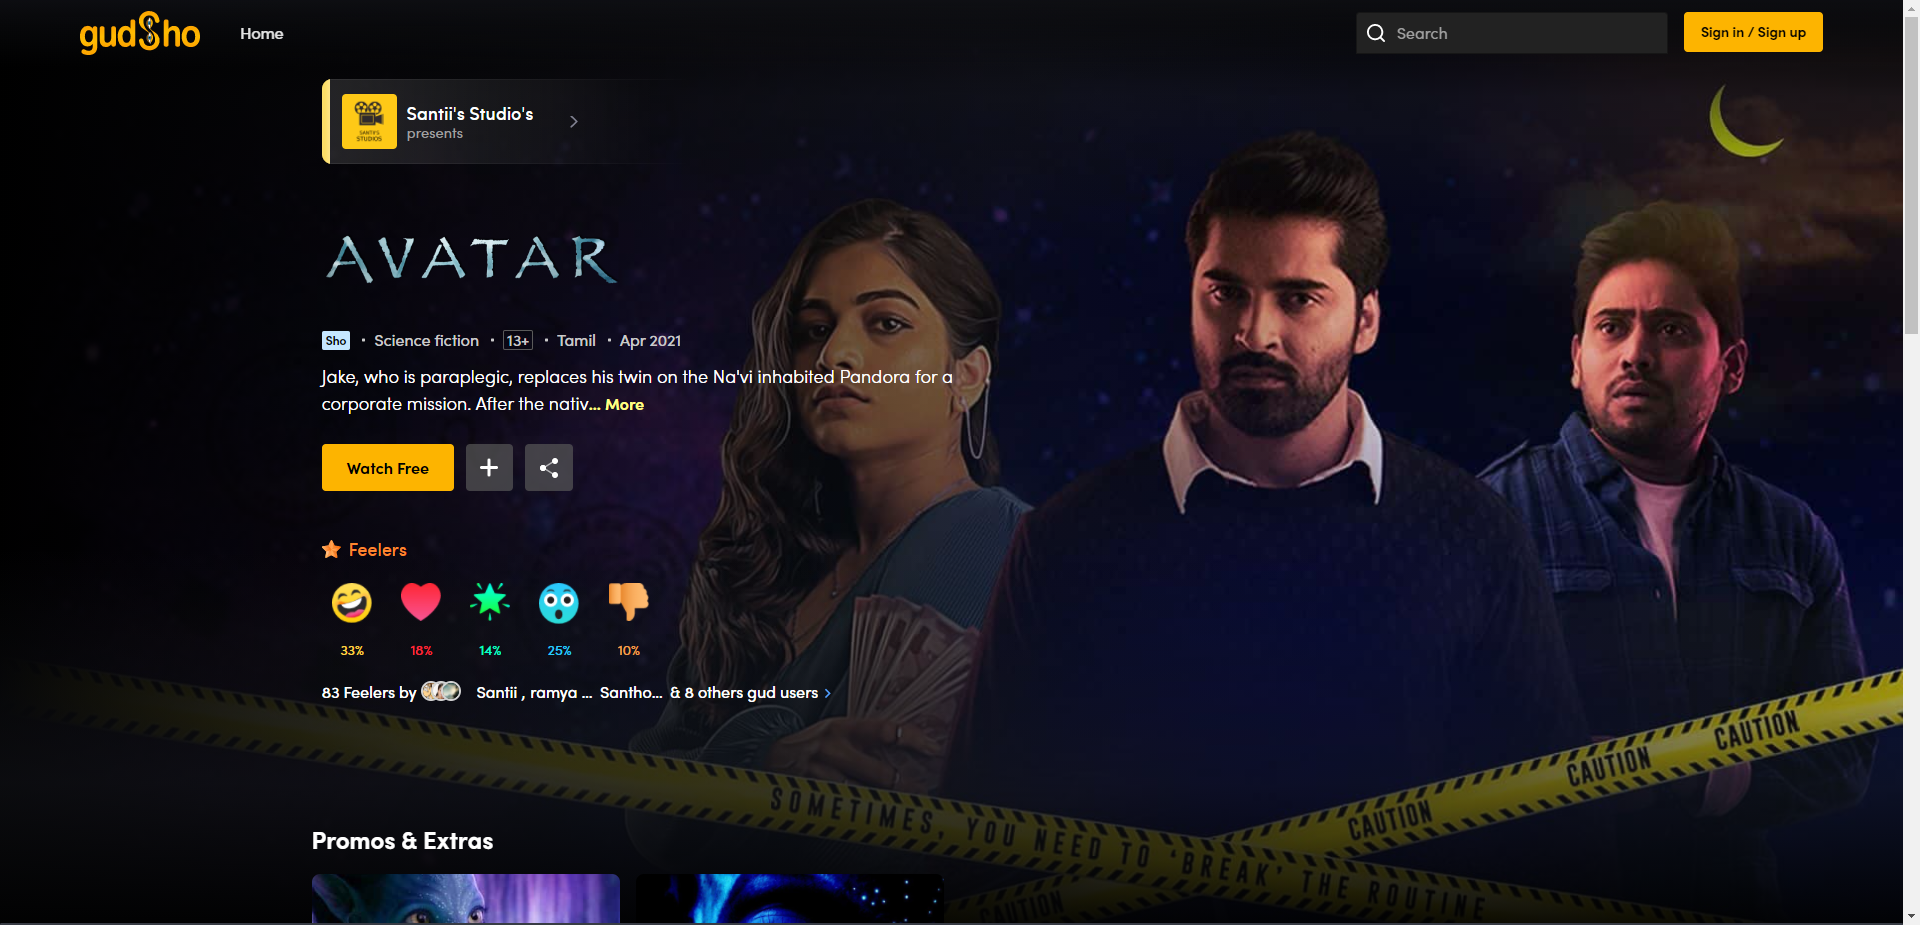 gudSho
Home
Search
Sign in / Sign up
SANTII'S
STUDIOS
Santii's Studio's
presents
AVATAR
Sho · Science fiction · 13+ · Tamil · Apr 2021
Jake, who is paraplegic, replaces his twin on the Na'vi inhabited Pandora for a
corporate mission. After the nativ... More
Watch Free
Feelers
33% 18% 14% 25% 10%
83 Feelers by Santii , ramya ... Santho... & 8 others gud users
CAUTION CAUTION CAUTION
SOMETIMES, YOU NEED TO 'BREAK' THE ROUTINE
CAUTION
Promos & Extras